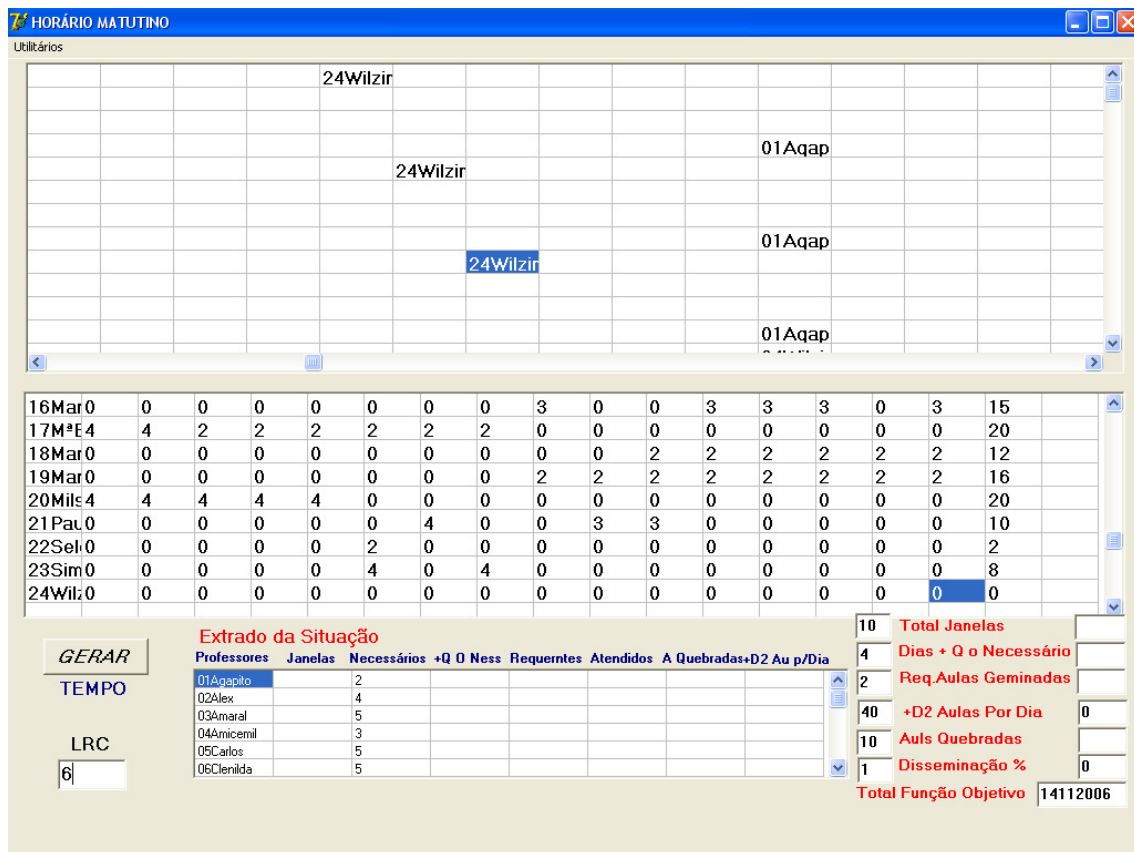 HORÁRIO MATUTINO
Utilitários
24Wilzir
01Aqap
24Wilzir
01Aqap
24Wilzir
01Aqap
16Mar 0 0 0 0 0 0 0 0 3 0 0 3 3 3 0 3 15
17MªE 4 4 2 2 2 2 2 2 0 0 0 0 0 0 0 0 20
18Mar 0 0 0 0 0 0 0 0 0 0 2 2 2 2 2 2 12
19Mar 0 0 0 0 0 0 0 0 2 2 2 2 2 2 2 2 16
20Mils 4 4 4 4 4 0 0 0 0 0 0 0 0 0 0 0 20
21Pau 0 0 0 0 0 0 4 0 0 3 3 0 0 0 0 0 10
22Sel 0 0 0 0 0 2 0 0 0 0 0 0 0 0 0 0 2
23Sim 0 0 0 0 0 4 0 4 0 0 0 0 0 0 0 0 8
24Wilz 0 0 0 0 0 0 0 0 0 0 0 0 0 0 0 0 0
GERAR
TEMPO
LRC
6
Extrado da Situação
Professores Janelas Necessários +Q O Ness Requerntes Atendidos A Quebradas +D2 Au p/Dia
01Agapito 2
02Alex 4
03Amaral 5
04Amicemil 3
05Carlos 5
06Clenilda 5
10 Total Janelas
4 Dias + Q o Necessário
2 Req.Aulas Geminadas
40 +D2 Aulas Por Dia 0
10 Auls Quebradas
1 Disseminação % 0
Total Função Objetivo 14112006